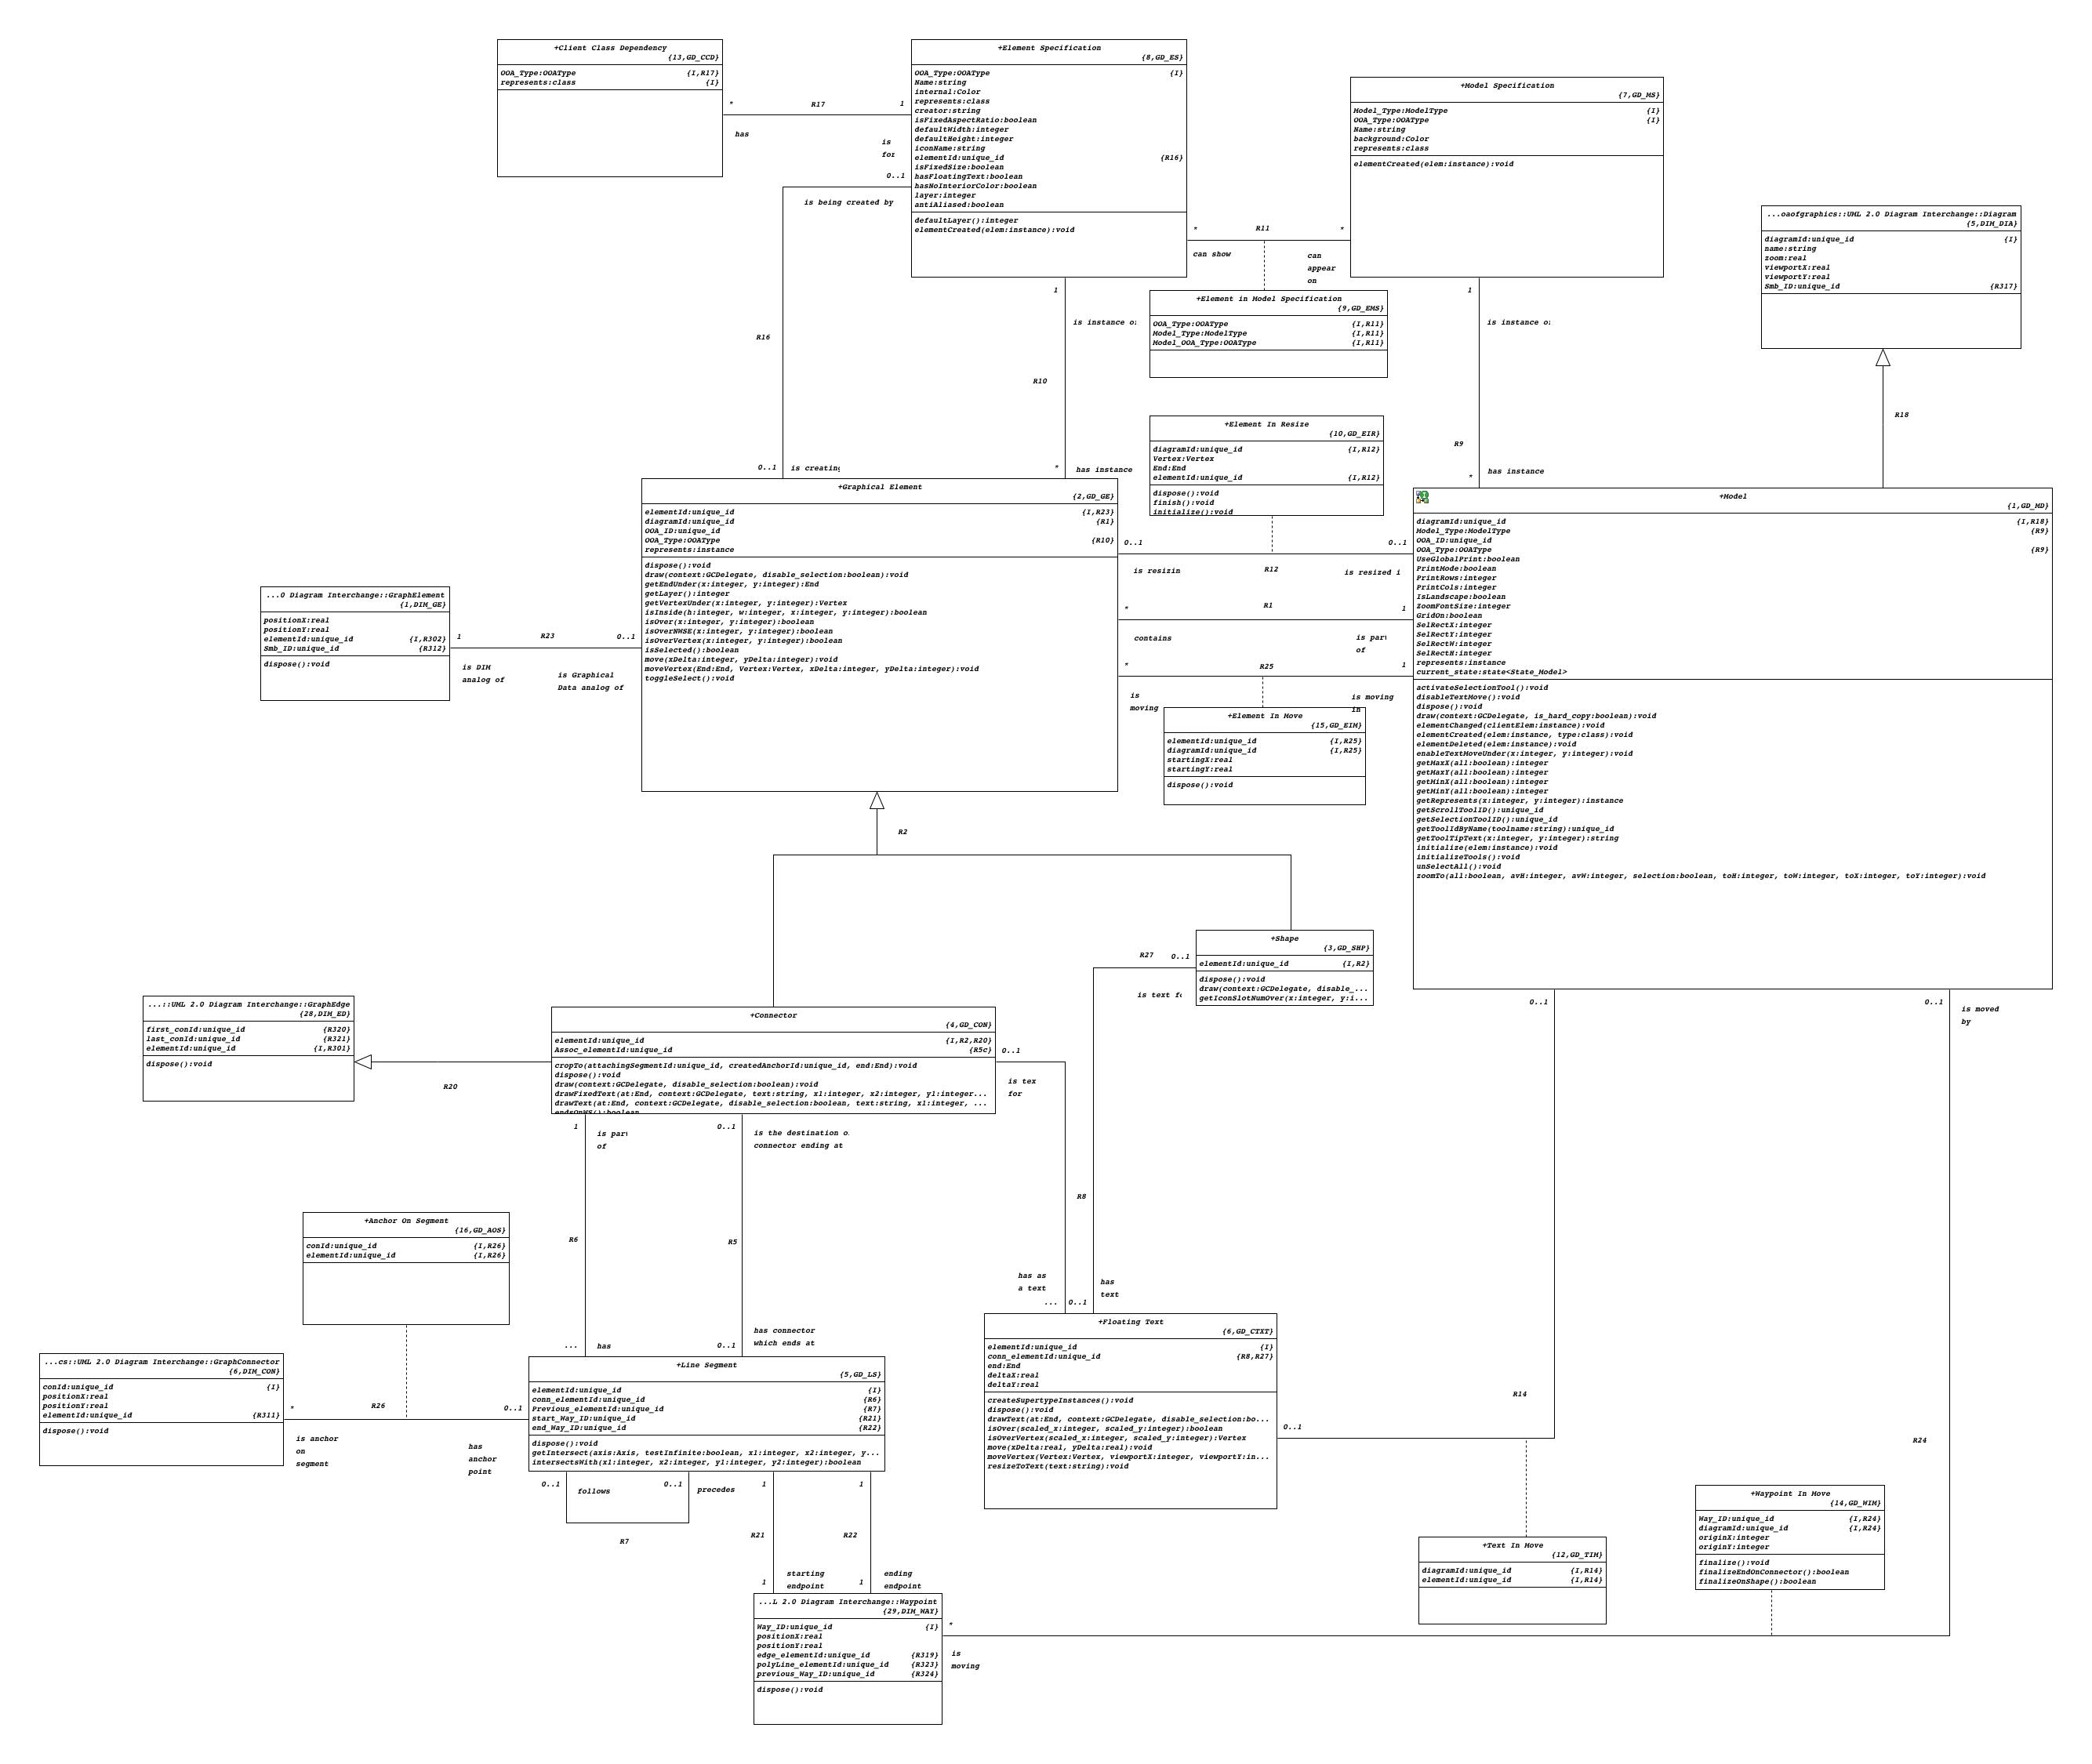 +Client Class Dependency
{13,GD_CCD}
OOA_Type:OOAType {I,R17}
represents:class {I}
* R17 1
has
is
for
+Element Specification
{8,GD_ES}
OOA_Type:OOAType {I}
Name:string
internal:Color
represents:class
creator:string
isFixedAspectRatio:boolean
defaultWidth:integer
defaultHeight:integer
iconName:string
elementId:unique_id {R16}
isFixedSize:boolean
hasFloatingText:boolean
hasNoInteriorColor:boolean
layer:integer
antiAliased:boolean
defaultLayer():integer
elementCreated(elem:instance):void
+Model Specification
{7,GD_MS}
Model_Type:ModelType {I}
OOA_Type:OOAType {I}
Name:string
background:Color
represents:class
elementCreated(elem:instance):void
...oaofgraphics::UML 2.0 Diagram Interchange::Diagram
{5,DIM_DIA}
diagramId:unique_id {I}
name:string
zoom:real
viewportX:real
viewportY:real
Smb_ID:unique_id {R317}
0..1
is being created by
R16
0..1 is creating
* R11 *
can show
can
appear
on
+Element in Model Specification
{9,GD_EMS}
OOA_Type:OOAType {I,R11}
Model_Type:ModelType {I,R11}
Model_OOA_Type:OOAType {I,R11}
1
is instance o
R10
* has instance
1
is instance o
R9
* has instance
R18
+Element In Resize
{10,GD_EIR}
diagramId:unique_id {I,R12}
Vertex:Vertex
End:End
elementId:unique_id {I,R12}
dispose():void
finish():void
initialize():void
+Graphical Element
{2,GD_GE}
elementId:unique_id {I,R23}
diagramId:unique_id {R1}
OOA_ID:unique_id
OOA_Type:OOAType {R10}
represents:instance
dispose():void
draw(context:GCDelegate, disable_selection:boolean):void
getEndUnder(x:integer, y:integer):End
getLayer():integer
getVertexUnder(x:integer, y:integer):Vertex
isInside(h:integer, w:integer, x:integer, y:integer):boolean
isOver(x:integer, y:integer):boolean
isOverNWSE(x:integer, y:integer):boolean
isOverVertex(x:integer, y:integer):boolean
isSelected():boolean
move(xDelta:integer, yDelta:integer):void
moveVertex(End:End, Vertex:Vertex, xDelta:integer, yDelta:integer):void
toggleSelect():void
...0 Diagram Interchange::GraphElement
{1,DIM_GE}
positionX:real
positionY:real
elementId:unique_id {I,R302}
Smb_ID:unique_id {R312}
dispose():void
1 R23 0..1
is DIM
analog of
is Graphical
Data analog of
0..1 0..1
is resizin R12 is resized i
* R1 1
contains
is part
of
* R25 1
is
moving
is moving
in
+Element In Move
{15,GD_EIM}
elementId:unique_id {I,R25}
diagramId:unique_id {I,R25}
startingX:real
startingY:real
dispose():void
+Model
{1,GD_MD}
diagramId:unique_id {I,R18}
Model_Type:ModelType {R9}
OOA_ID:unique_id
OOA_Type:OOAType {R9}
UseGlobalPrint:boolean
PrintMode:boolean
PrintRows:integer
PrintCols:integer
IsLandscape:boolean
ZoomFontSize:integer
GridOn:boolean
SelRectX:integer
SelRectY:integer
SelRectW:integer
SelRectH:integer
represents:instance
current_state:state<State_Model>
activateSelectionTool():void
disableTextMove():void
dispose():void
draw(context:GCDelegate, is_hard_copy:boolean):void
elementChanged(clientElem:instance):void
elementCreated(elem:instance, type:class):void
elementDeleted(elem:instance):void
enableTextMoveUnder(x:integer, y:integer):void
getMaxX(all:boolean):integer
getMaxY(all:boolean):integer
getMinX(all:boolean):integer
getMinY(all:boolean):integer
getRepresents(x:integer, y:integer):instance
getScrollToolID():unique_id
getSelectionToolID():unique_id
getToolIdByName(toolname:string):unique_id
getToolTipText(x:integer, y:integer):string
initialize(elem:instance):void
initializeTools():void
unSelectAll():void
zoomTo(all:boolean, avH:integer, avW:integer, selection:boolean, toH:integer, toW:integer, toX:integer, toY:integer):void
R2
+Shape
{3,GD_SHP}
elementId:unique_id {I,R2}
dispose():void
draw(context:GCDelegate, disable_...
getIconSlotNumOver(x:integer, y:i...
R27 0..1
is text fo
...::UML 2.0 Diagram Interchange::GraphEdge
{28,DIM_ED}
first_conId:unique_id {R320}
last_conId:unique_id {R321}
elementId:unique_id {I,R301}
dispose():void
R20
+Connector
{4,GD_CON}
elementId:unique_id {I,R2,R20}
Assoc_elementId:unique_id {R5c}
cropTo(attachingSegmentId:unique_id, createdAnchorId:unique_id, end:End):void
dispose():void
draw(context:GCDelegate, disable_selection:boolean):void
drawFixedText(at:End, context:GCDelegate, text:string, x1:integer, x2:integer, y1:integer...
drawText(at:End, context:GCDelegate, disable_selection:boolean, text:string, x1:integer, ...
endsOnWS():boolean
0..1
is tex
for
0..1 0..1
is moved
by
1
is part
of
0..1
is the destination o
connector ending at
R6 R5 R8
has as
a text
has
text
... 0..1
... has
0..1
has connector
which ends at
+Anchor On Segment
{16,GD_AOS}
conId:unique_id {I,R26}
elementId:unique_id {I,R26}
...cs::UML 2.0 Diagram Interchange::GraphConnector
{6,DIM_CON}
conId:unique_id {I}
positionX:real
positionY:real
elementId:unique_id {R311}
dispose():void
* R26 0..1
is anchor
on
segment
has
anchor
point
+Line Segment
{5,GD_LS}
elementId:unique_id {I}
conn_elementId:unique_id {R6}
Previous_elementId:unique_id {R7}
start_Way_ID:unique_id {R21}
end_Way_ID:unique_id {R22}
dispose():void
getIntersect(axis:Axis, testInfinite:boolean, x1:integer, x2:integer, y...
intersectsWith(x1:integer, x2:integer, y1:integer, y2:integer):boolean
+Floating Text
{6,GD_CTXT}
elementId:unique_id {I}
conn_elementId:unique_id {R8,R27}
end:End
deltaX:real
deltaY:real
createSupertypeInstances():void
dispose():void
drawText(at:End, context:GCDelegate, disable_selection:bo...
isOver(scaled_x:integer, scaled_y:integer):boolean
isOverVertex(scaled_x:integer, scaled_y:integer):Vertex
move(xDelta:real, yDelta:real):void
moveVertex(Vertex:Vertex, viewportX:integer, viewportY:in...
resizeToText(text:string):void
R14
0..1
R24
0..1 follows 0..1 precedes
R7
1 1
R21 R22
starting
endpoint
ending
endpoint
1 1
+Text In Move
{12,GD_TIM}
diagramId:unique_id {I,R14}
elementId:unique_id {I,R14}
+Waypoint In Move
{14,GD_WIM}
Way_ID:unique_id {I,R24}
diagramId:unique_id {I,R24}
originX:integer
originY:integer
finalize():void
finalizeEndOnConnector():boolean
finalizeOnShape():boolean
...L 2.0 Diagram Interchange::Waypoint
{29,DIM_WAY}
Way_ID:unique_id {I}
positionX:real
positionY:real
edge_elementId:unique_id {R319}
polyLine_elementId:unique_id {R323}
previous_Way_ID:unique_id {R324}
dispose():void
*
is
moving